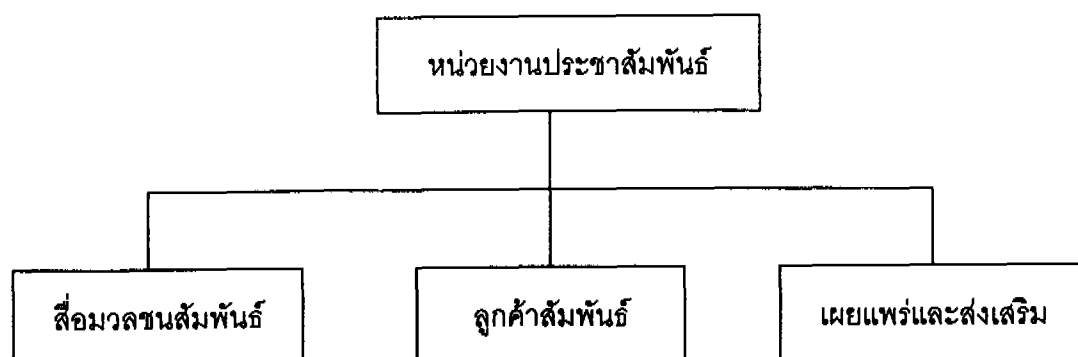 หน่วยงานประชาสัมพันธ์
สื่อมวลชนสัมพันธ์
ลูกค้าสัมพันธ์
เผยแพร่และส่งเสริม